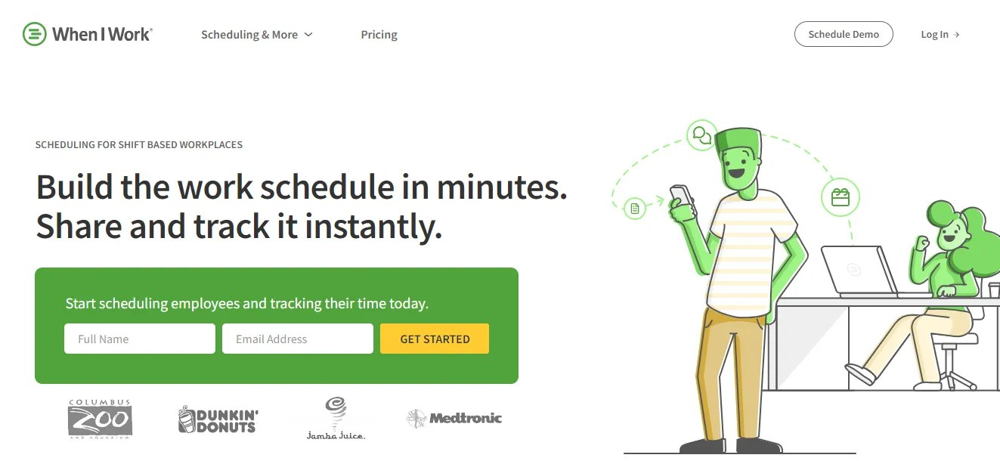 When I Work®
Scheduling & More
Pricing
Schedule Demo
Log In →
SCHEDULING FOR SHIFT BASED WORKPLACES
Build the work schedule in minutes.
Share and track it instantly.
Start scheduling employees and tracking their time today.
Full Name
Email Address
GET STARTED
COLUMBUS
ZOO
AND AQUARIUM
DUNKIN'
DONUTS
Jamba Juice.
Medtronic